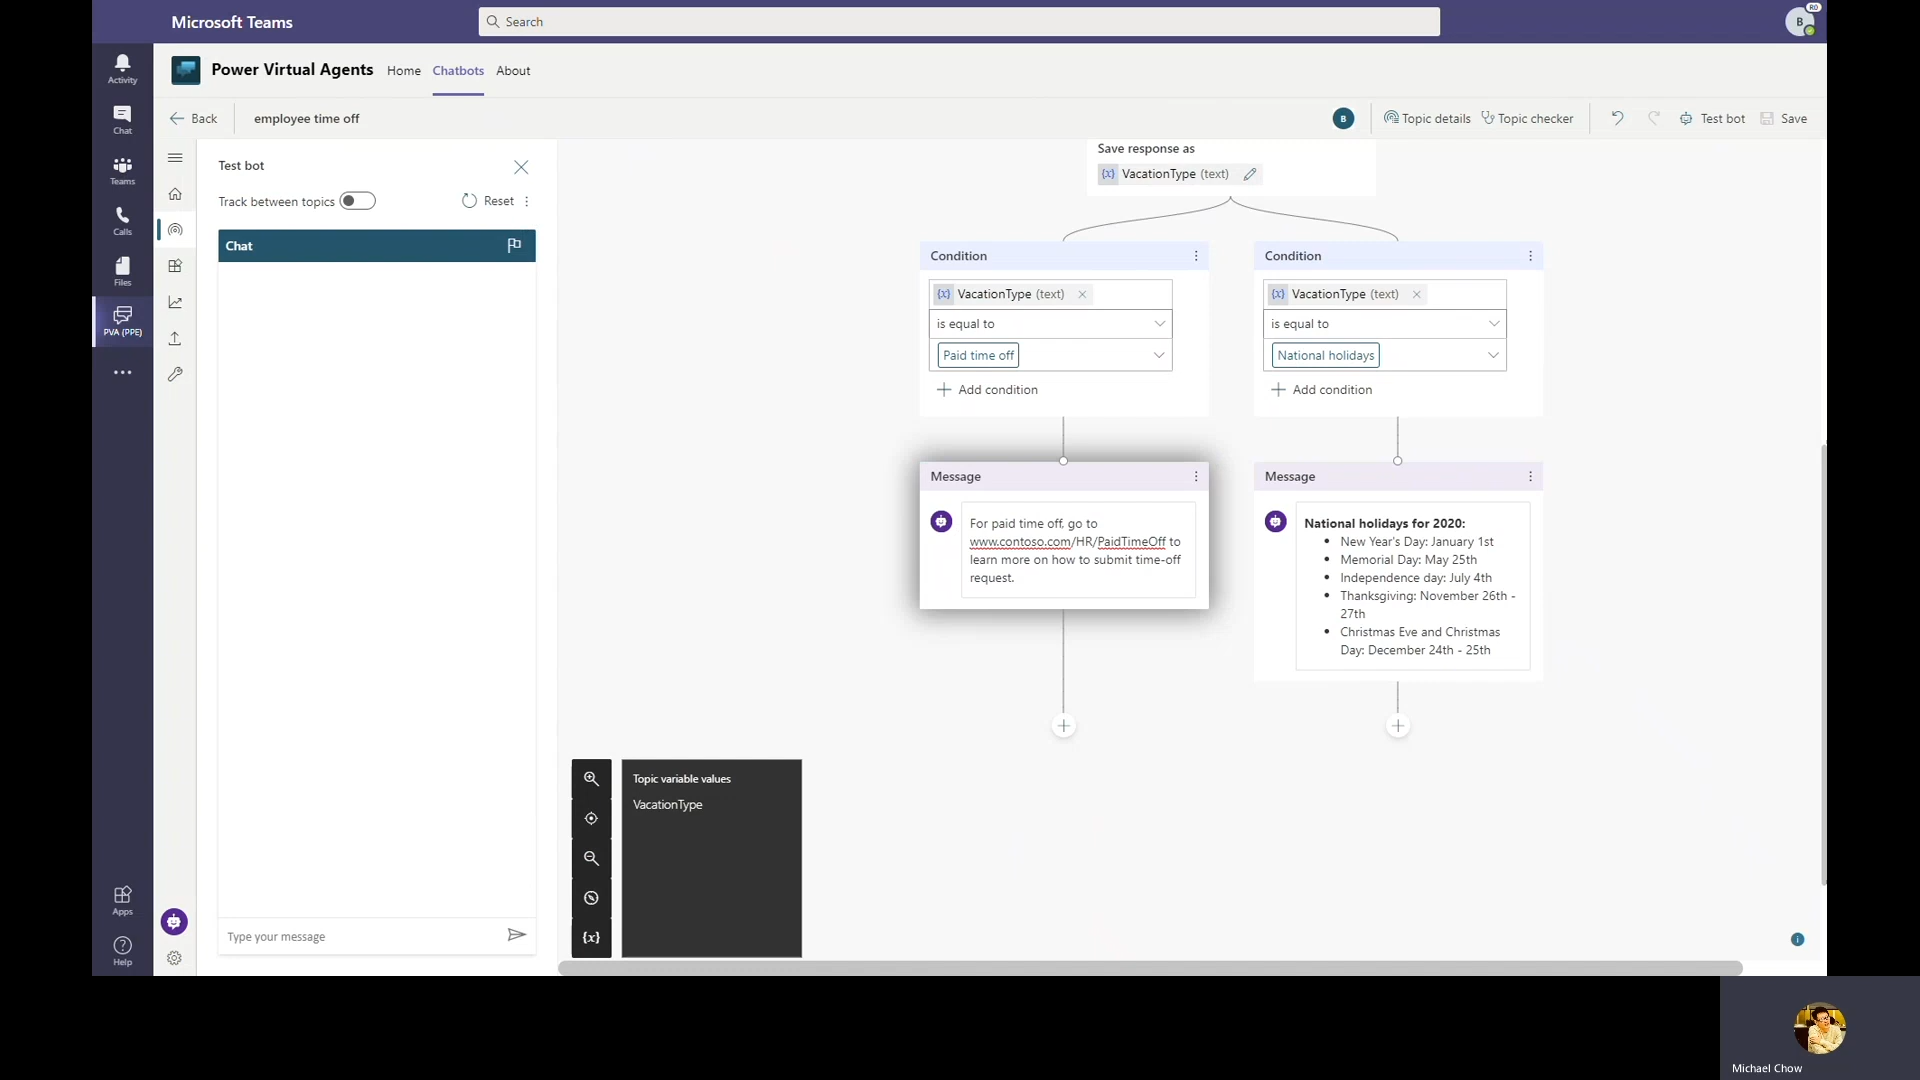 Microsoft Teams
Search
B
RO
Activity
Chat
Teams
Calls
Files
PVA (PPE)
Apps
Help
Power Virtual Agents
Home
Chatbots
About
Back
employee time off
B
Topic details
Topic checker
Test bot
Save
Test bot
Track between topics
Reset
Chat
Type your message
Save response as
{x} VacationType (text)
Condition
{x} VacationType (text)
is equal to
Paid time off
Add condition
Condition
{x} VacationType (text)
is equal to
National holidays
Add condition
Message
For paid time off, go to
www.contoso.com/HR/PaidTimeOff to
learn more on how to submit time-off
request.
Message
National holidays for 2020:
New Year's Day: January 1st
Memorial Day: May 25th
Independence day: July 4th
Thanksgiving: November 26th -
27th
Christmas Eve and Christmas
Day: December 24th - 25th
{x}
Topic variable values
VacationType
Michael Chow